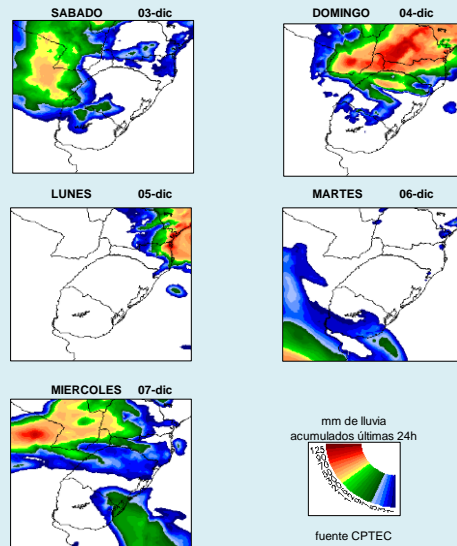 SABADO 03-dic
DOMINGO 04-dic
LUNES 05-dic
MARTES 06-dic
MIERCOLES 07-dic
mm de lluvia
acumulados últimas 24h
fuente CPTEC